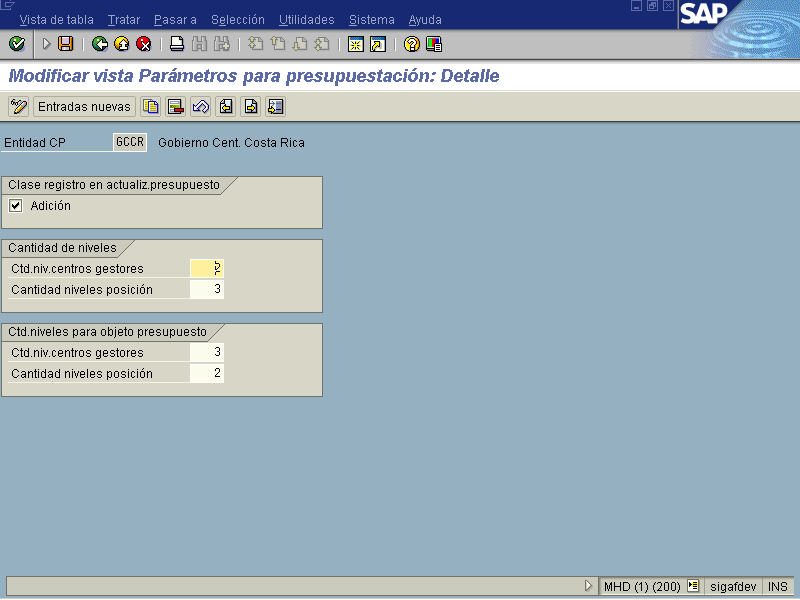 Vista de tabla Tratar Pasar a Selección Utilidades Sistema Ayuda
SAP
Modificar vista Parámetros para presupuestación: Detalle
Entradas nuevas
Entidad CP GCCR Gobierno Cent. Costa Rica
Clase registro en actualiz.presupuesto
Adición
Cantidad de niveles
Ctd.niv.centros gestores
Cantidad niveles posición 3
Ctd.niveles para objeto presupuesto
Ctd.niv.centros gestores 3
Cantidad niveles posición 2
MHD (1) (200) sigafdev INS